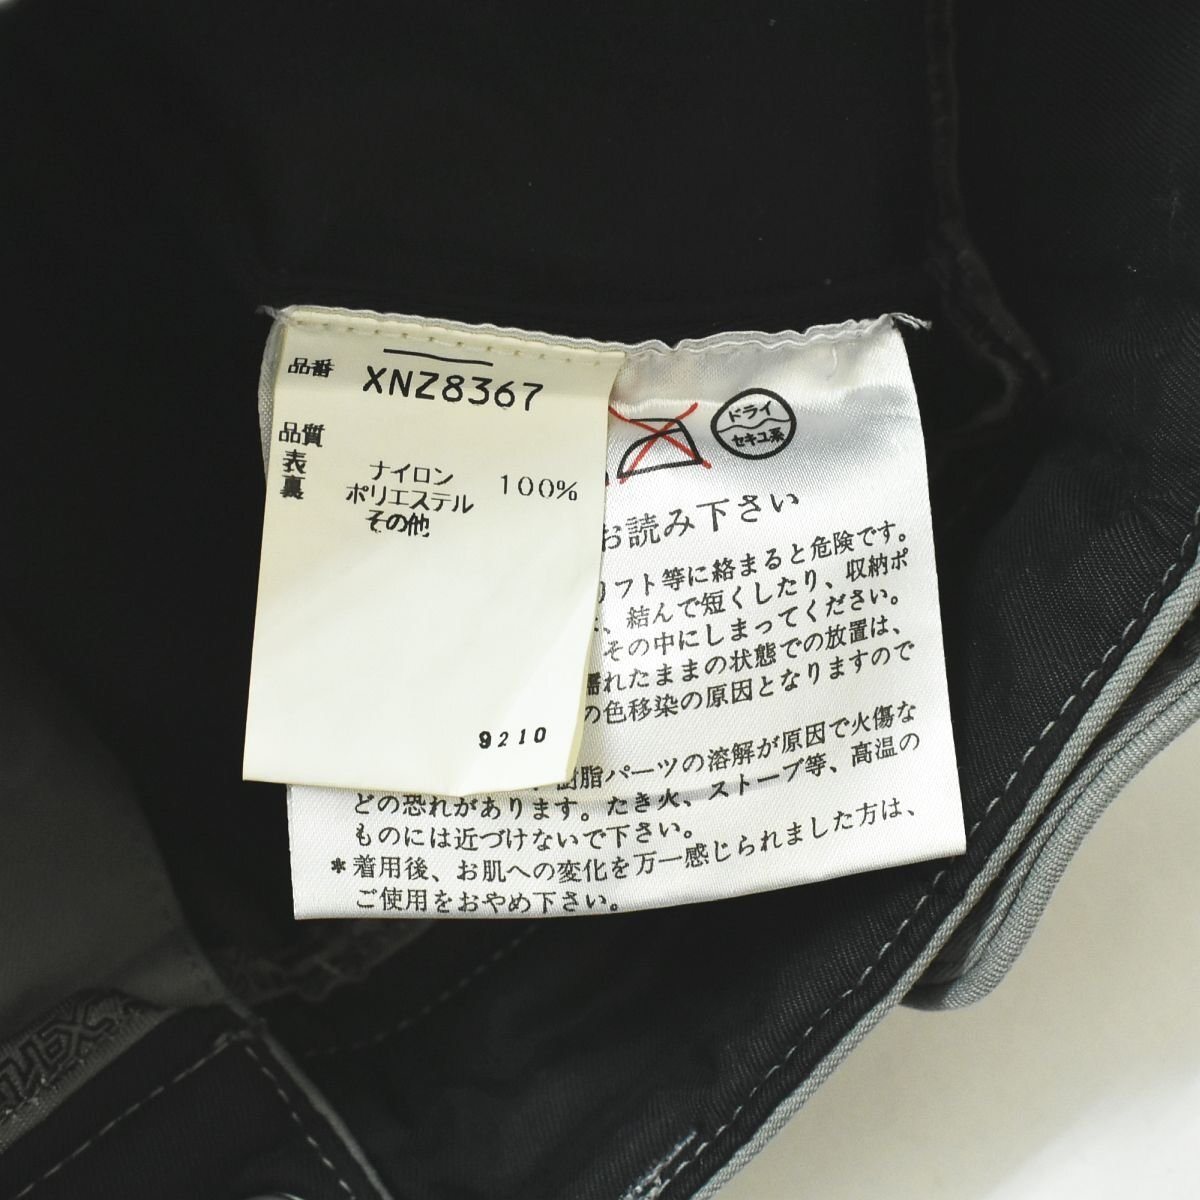 品番 XNZ8367
品質
表 ナイロン 100%
裏 ポリエステル
その他
9210
ドライ
セキユ系
お読み下さい
リフト等に絡まると危険です。
、結んで短くしたり、収納ポ
その中にしまってください。
濡れたままの状態での放置は、
の色移染の原因となりますので
樹脂パーツの溶解が原因で火傷な
どの恐れがあります。たき火、ストーブ等、高温の
ものには近づけないで下さい。
*着用後、お肌への変化を万一感じられました方は、
ご使用をおやめ下さい。